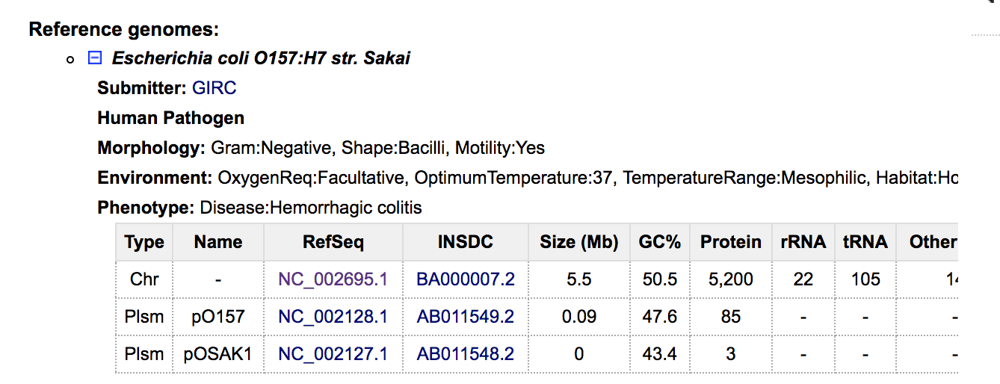 Reference genomes:
Escherichia coli O157:H7 str. Sakai
Submitter: GIRC
Human Pathogen
Morphology: Gram:Negative, Shape:Bacilli, Motility:Yes
Environment: OxygenReq:Facultative, OptimumTemperature:37, TemperatureRange:Mesophilic, Habitat:Ho
Phenotype: Disease:Hemorrhagic colitis
Type Name RefSeq INSDC Size (Mb) GC% Protein rRNA tRNA Other
Chr - NC_002695.1 BA000007.2 5.5 50.5 5,200 22 105
Plsm pO157 NC_002128.1 AB011549.2 0.09 47.6 85 - - -
Plsm pOSAK1 NC_002127.1 AB011548.2 0 43.4 3 - - -